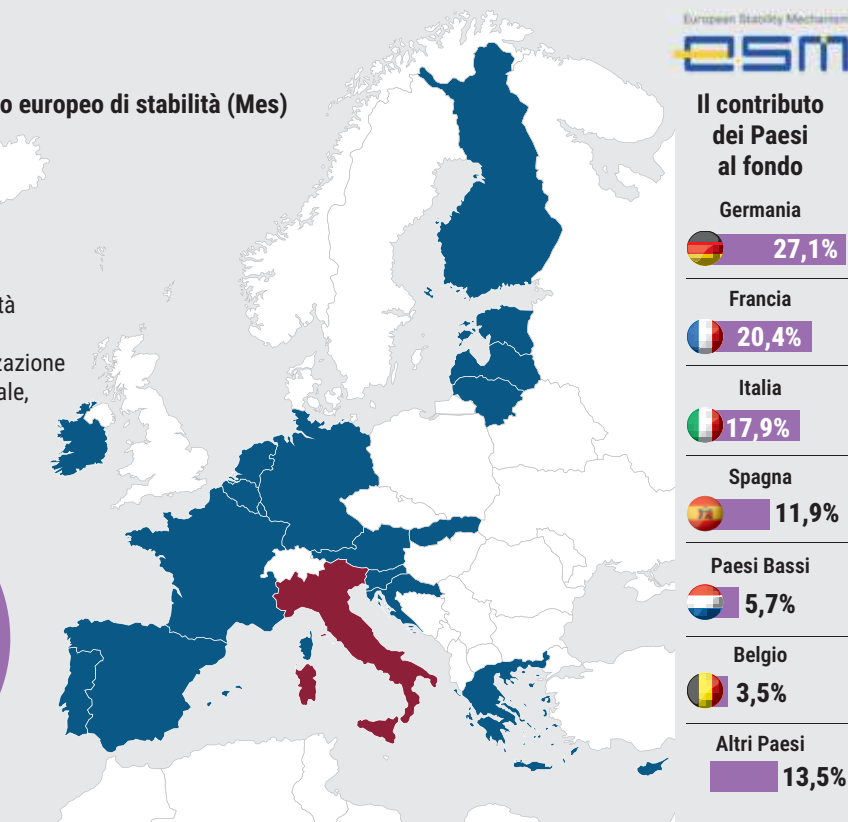 European Stability Mechanism
esm
o europeo di stabilità (Mes)
tà
zazione
ale,
Il contributo
dei Paesi
al fondo
Germania
27,1%
Francia
20,4%
Italia
17,9%
Spagna
11,9%
Paesi Bassi
5,7%
Belgio
3,5%
Altri Paesi
13,5%